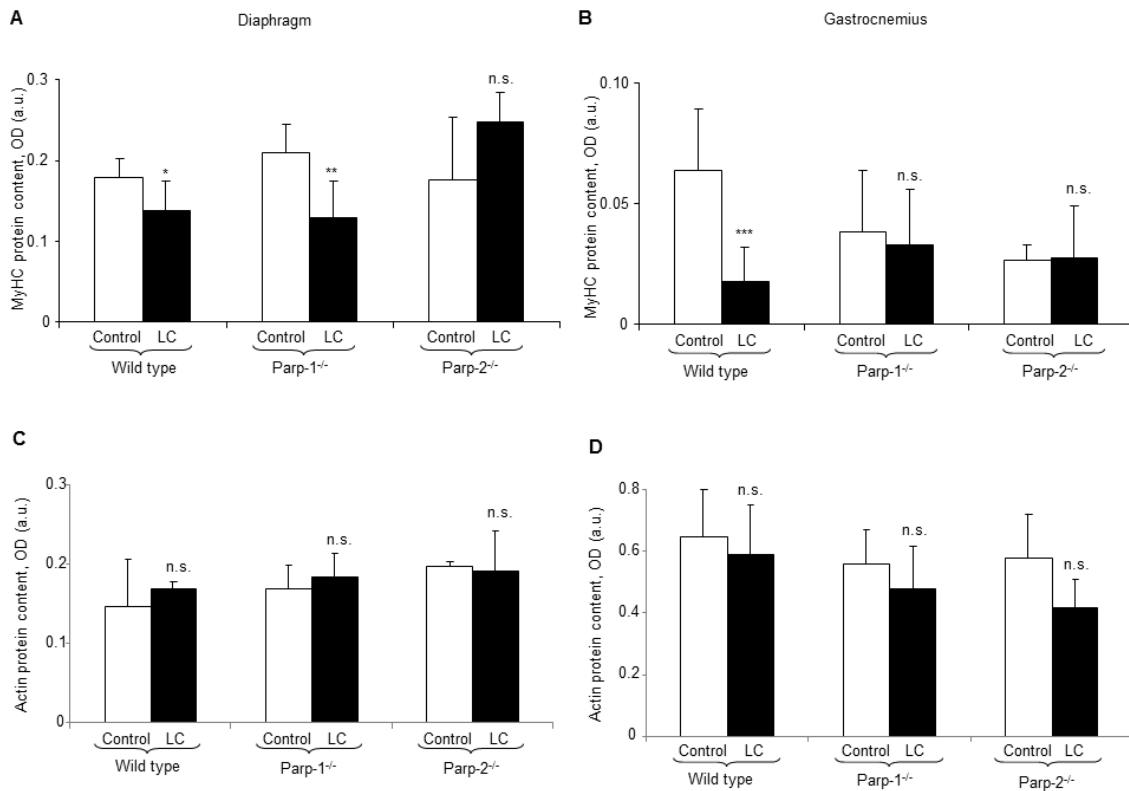 A
Diaphragm
MyHC protein content, OD (a.u.)
0.3
0.2
0.1
0
*
**
n.s.
Control LC Control LC Control LC
Wild type Parp-1-/- Parp-2-/-
B
Gastrocnemius
MyHC protein content, OD (a.u.)
0.10
0.05
0
***
n.s.
n.s.
Control LC Control LC Control LC
Wild type Parp-1-/- Parp-2-/-
C
Actin protein content, OD (a.u.)
0.3
0.2
0.1
0
n.s.
n.s.
n.s.
Control LC Control LC Control LC
Wild type Parp-1-/- Parp-2-/-
D
Actin protein content, OD (a.u.)
0.8
0.6
0.4
0.2
0
n.s.
n.s.
n.s.
Control LC Control LC Control LC
Wild type Parp-1-/- Parp-2-/-